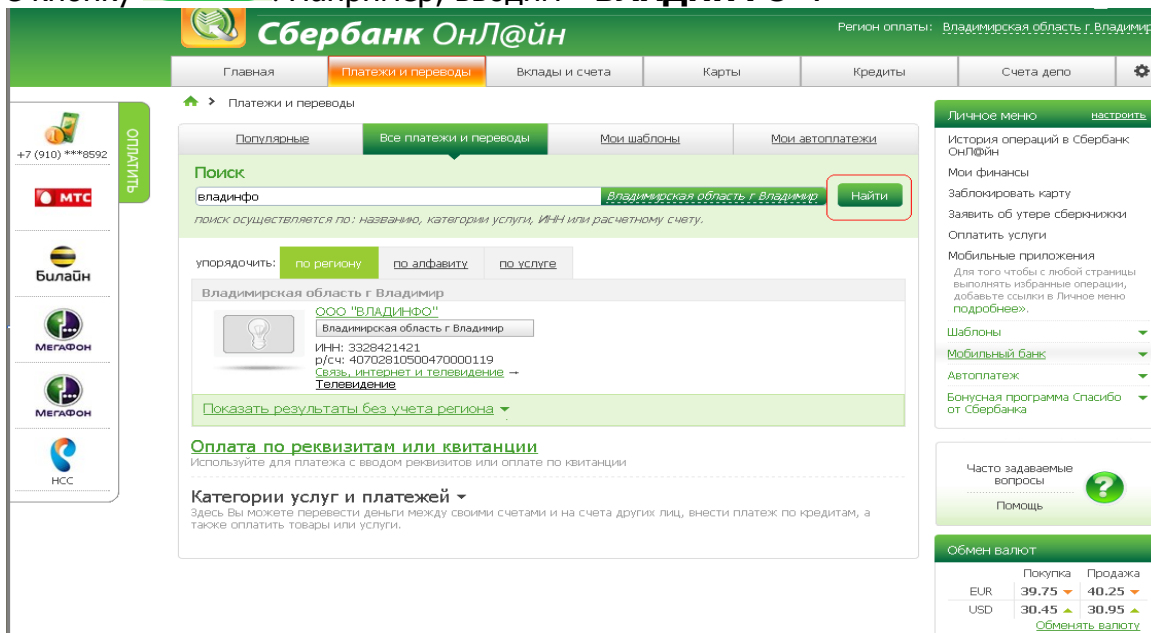 Сбербанк ОнЛ@йн
Регион оплаты: Владимирская область г Владимир
Главная
Платежи и переводы
Вклады и счета
Карты
Кредиты
Счета депо
Платежи и переводы
+7 (910) ***8592
ОПЛАТИТЬ
МТС
Билайн
МЕГАФОН
МЕГАФОН
НСС
Популярные
Все платежи и переводы
Мои шаблоны
Мои автоплатежи
Поиск
владинфо
Владимирская область г Владимир
Найти
поиск осуществляется по: названию, категории услуги, ИНН или расчетному счету.
упорядочить: по региону по алфавиту по услуге
Владимирская область г Владимир
ООО "ВЛАДИНФО"
Владимирская область г Владимир
ИНН: 3328421421
р/сч: 40702810500470000119
Связь, интернет и телевидение →
Телевидение
Показать результаты без учета региона
Оплата по реквизитам или квитанции
Используйте для платежа с вводом реквизитов или оплате по квитанции
Категории услуг и платежей
Здесь Вы можете перевести деньги между своими счетами и на счета других лиц, внести платеж по кредитам, а
также оплатить товары или услуги.
Личное меню настроить
История операций в Сбербанк
ОнЛ@йн
Мои финансы
Заблокировать карту
Заявить об утере сберкнижки
Оплатить услуги
Мобильные приложения
Для того чтобы с любой страницы
выполнять избранные операции,
добавьте ссылки в Личное меню
подробнее».
Шаблоны
Мобильный банк
Автоплатеж
Бонусная программа Спасибо
от Сбербанка
Часто задаваемые
вопросы
Помощь
Обмен валют
Покупка Продажа
EUR 39.75 40.25
USD 30.45 30.95
Обменять валюту